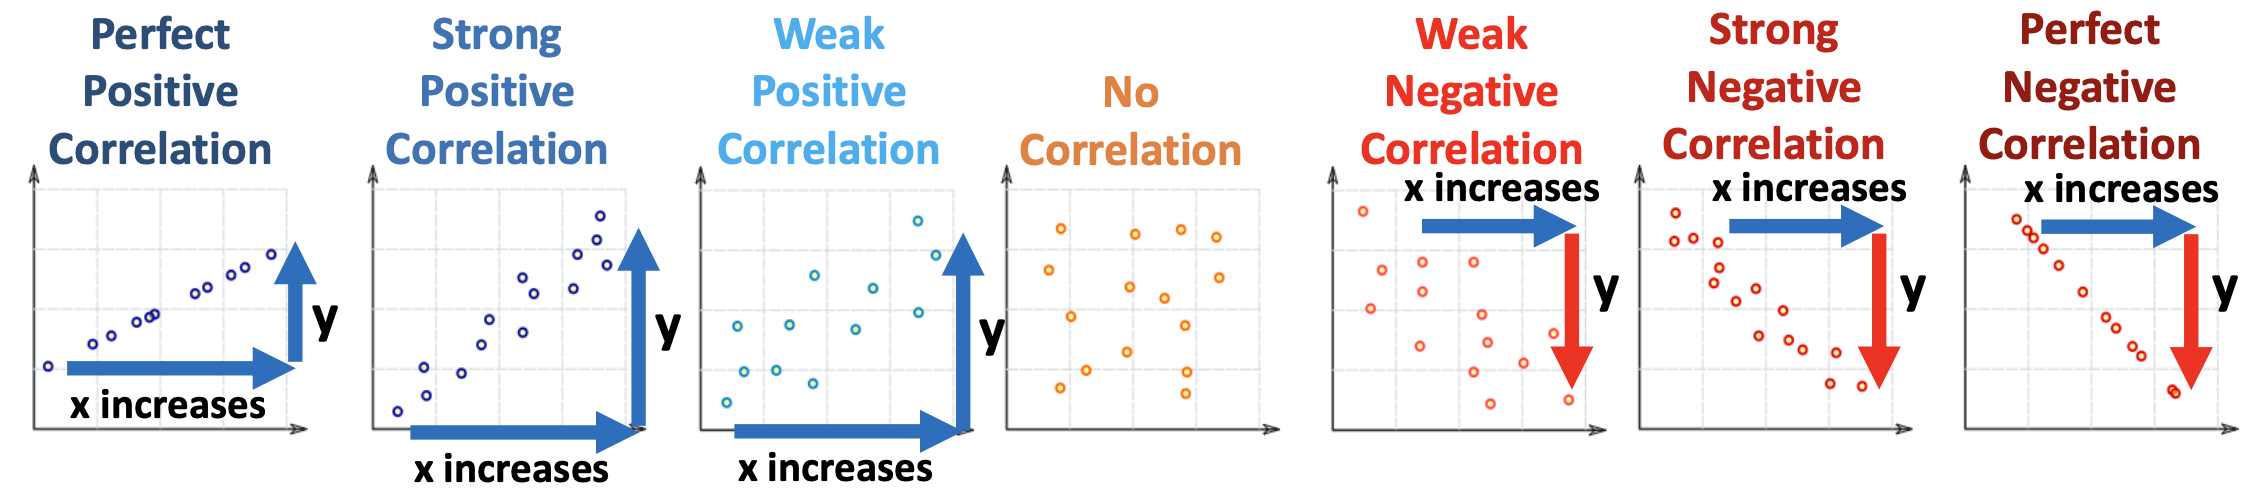 Perfect
Positive
Correlation
x increases
y
Strong
Positive
Correlation
x increases
y
Weak
Positive
Correlation
x increases
y
No
Correlation
Weak
Negative
Correlation
x increases
y
Strong
Negative
Correlation
x increases
y
Perfect
Negative
Correlation
x increases
y